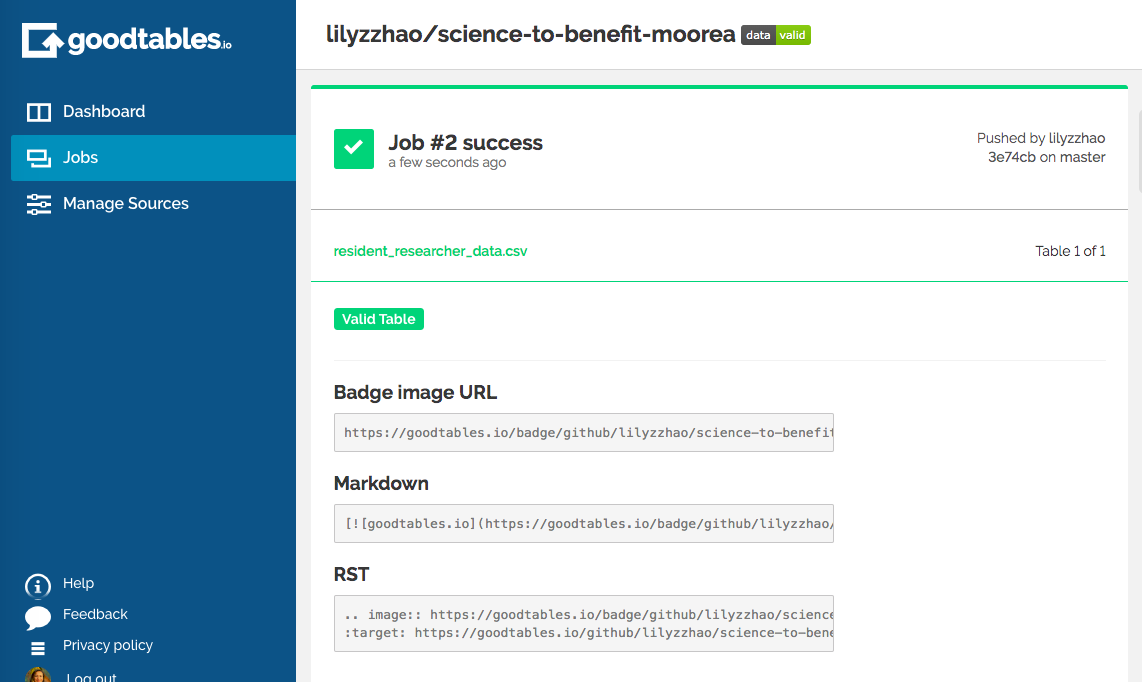 goodtables.io
Dashboard
Jobs
Manage Sources
Help
Feedback
Privacy policy
Log out
lilyzzhao/science-to-benefit-moorea data valid
Job #2 success
a few seconds ago
Pushed by lilyzzhao
3e74cb on master
resident_researcher_data.csv
Table 1 of 1
Valid Table
Badge image URL
https://goodtables.io/badge/github/lilyzzhao/science-to-benefit
Markdown
[![goodtables.io](https://goodtables.io/badge/github/lilyzzhao/
RST
.. image:: https://goodtables.io/badge/github/lilyzzhao/science
:target: https://goodtables.io/github/lilyzzhao/science-to-bene